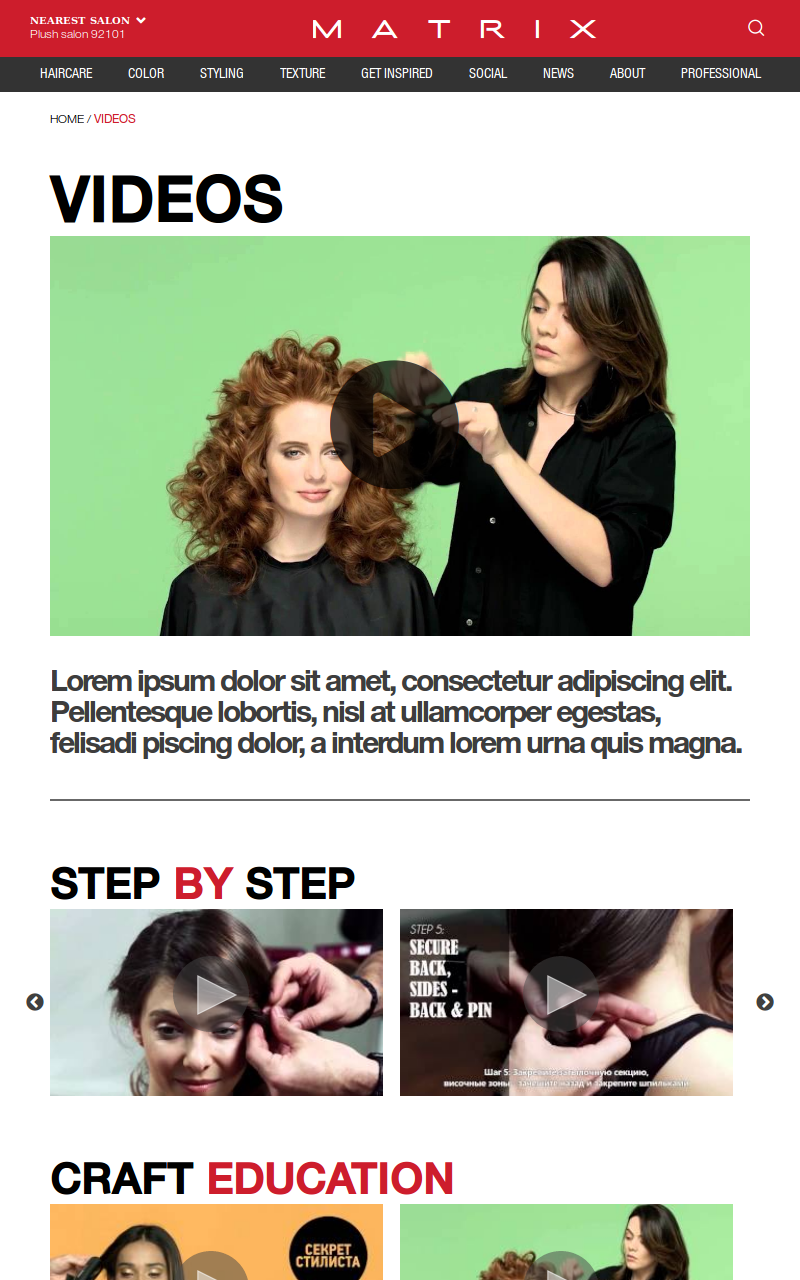 NEAREST SALON
Plush salon 92101
MATRIX
HAIRCARE COLOR STYLING TEXTURE GET INSPIRED SOCIAL NEWS ABOUT PROFESSIONAL
HOME / VIDEOS
VIDEOS
Lorem ipsum dolor sit amet, consectetur adipiscing elit.
Pellentesque lobortis, nisl at ullamcorper egestas,
felisadi piscing dolor, a interdum lorem urna quis magna.
STEP BY STEP
STEP 5:
SECURE
BACK,
SIDES -
BACK & PIN
Шаг 5: Закрепите затылочную секцию,
височные зоны - зачешите назад и закрепите шпильками.
CRAFT EDUCATION
СЕКРЕТ
СТИЛИСТА